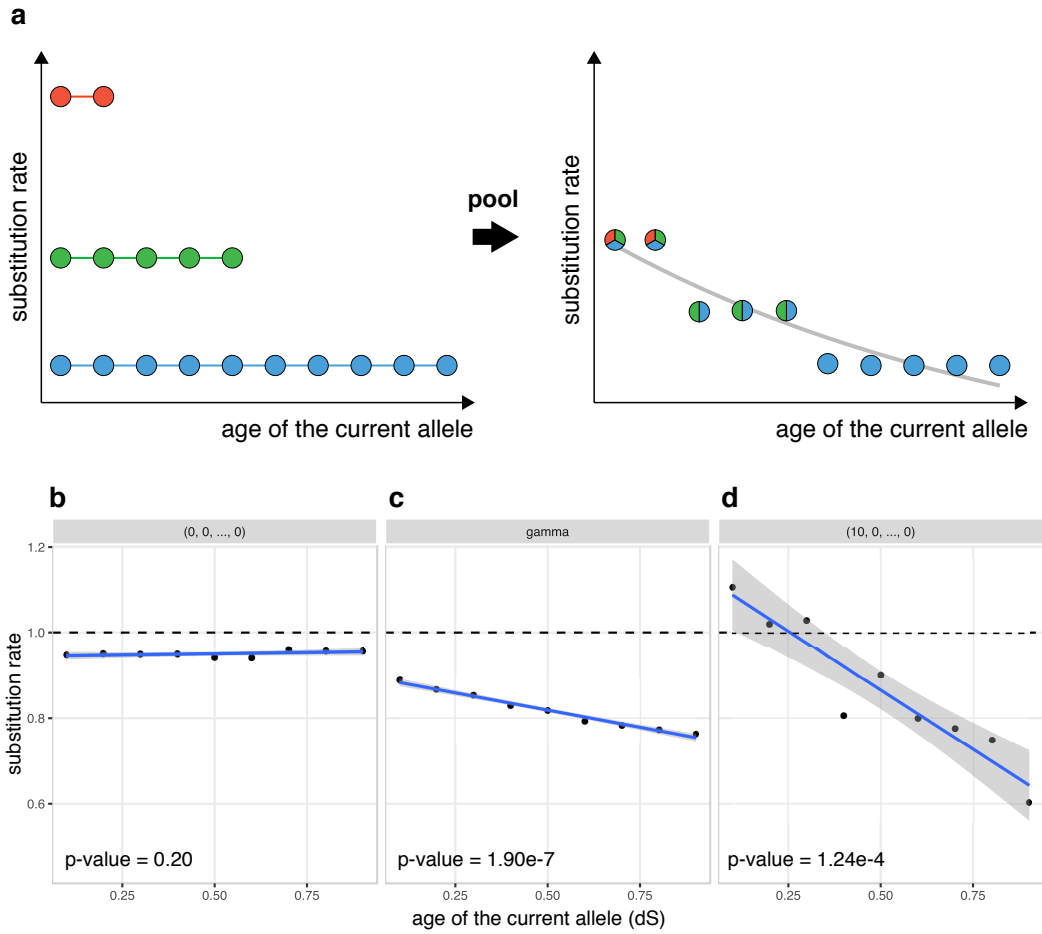 a
substitution rate
age of the current allele
pool
substitution rate
age of the current allele
b
c
d
(0, 0, ..., 0)
gamma
(10, 0, ..., 0)
substitution rate
1.2
1.0
0.8
0.6
p-value = 0.20
p-value = 1.90e-7
p-value = 1.24e-4
0.25
0.50
0.75
0.25
0.50
0.75
0.25
0.50
0.75
age of the current allele (dS)